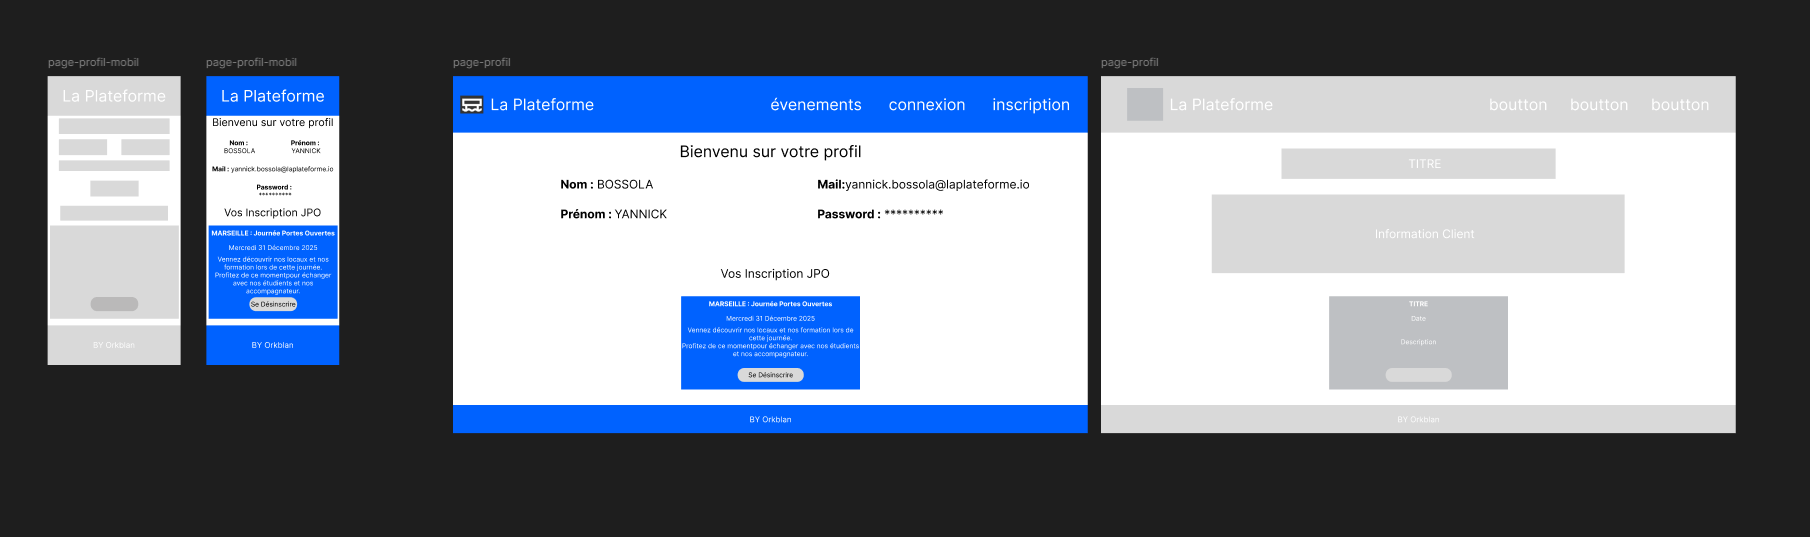 page-profil-mobil
La Plateforme
BY Orkblan
page-profil-mobil
La Plateforme
Bienvenu sur votre profil
Nom :
BOSSOLA
Prénom :
YANNICK
Mail : yannick.bossola@laplateforme.io
Password :
**********
Vos Inscription JPO
MARSEILLE : Journée Portes Ouvertes
Mercredi 31 Décembre 2025
Vennez découvrir nos locaux et nos
formation lors de cette journée.
Profitez de ce momentpour échanger
avec nos étudients et nos
accompagnateur.
Se Désinscrire
BY Orkblan
page-profil
La Plateforme
évenements
connexion
inscription
Bienvenu sur votre profil
Nom : BOSSOLA
Mail:yannick.bossola@laplateforme.io
Prénom : YANNICK
Password : **********
Vos Inscription JPO
MARSEILLE : Journée Portes Ouvertes
Mercredi 31 Décembre 2025
Vennez découvrir nos locaux et nos formation lors de
cette journée.
Profitez de ce momentpour échanger avec nos étudients
et nos accompagnateur.
Se Désinscrire
BY Orkblan
page-profil
La Plateforme
boutton
boutton
boutton
TITRE
Information Client
TITRE
Date
Description
BY Orkblan